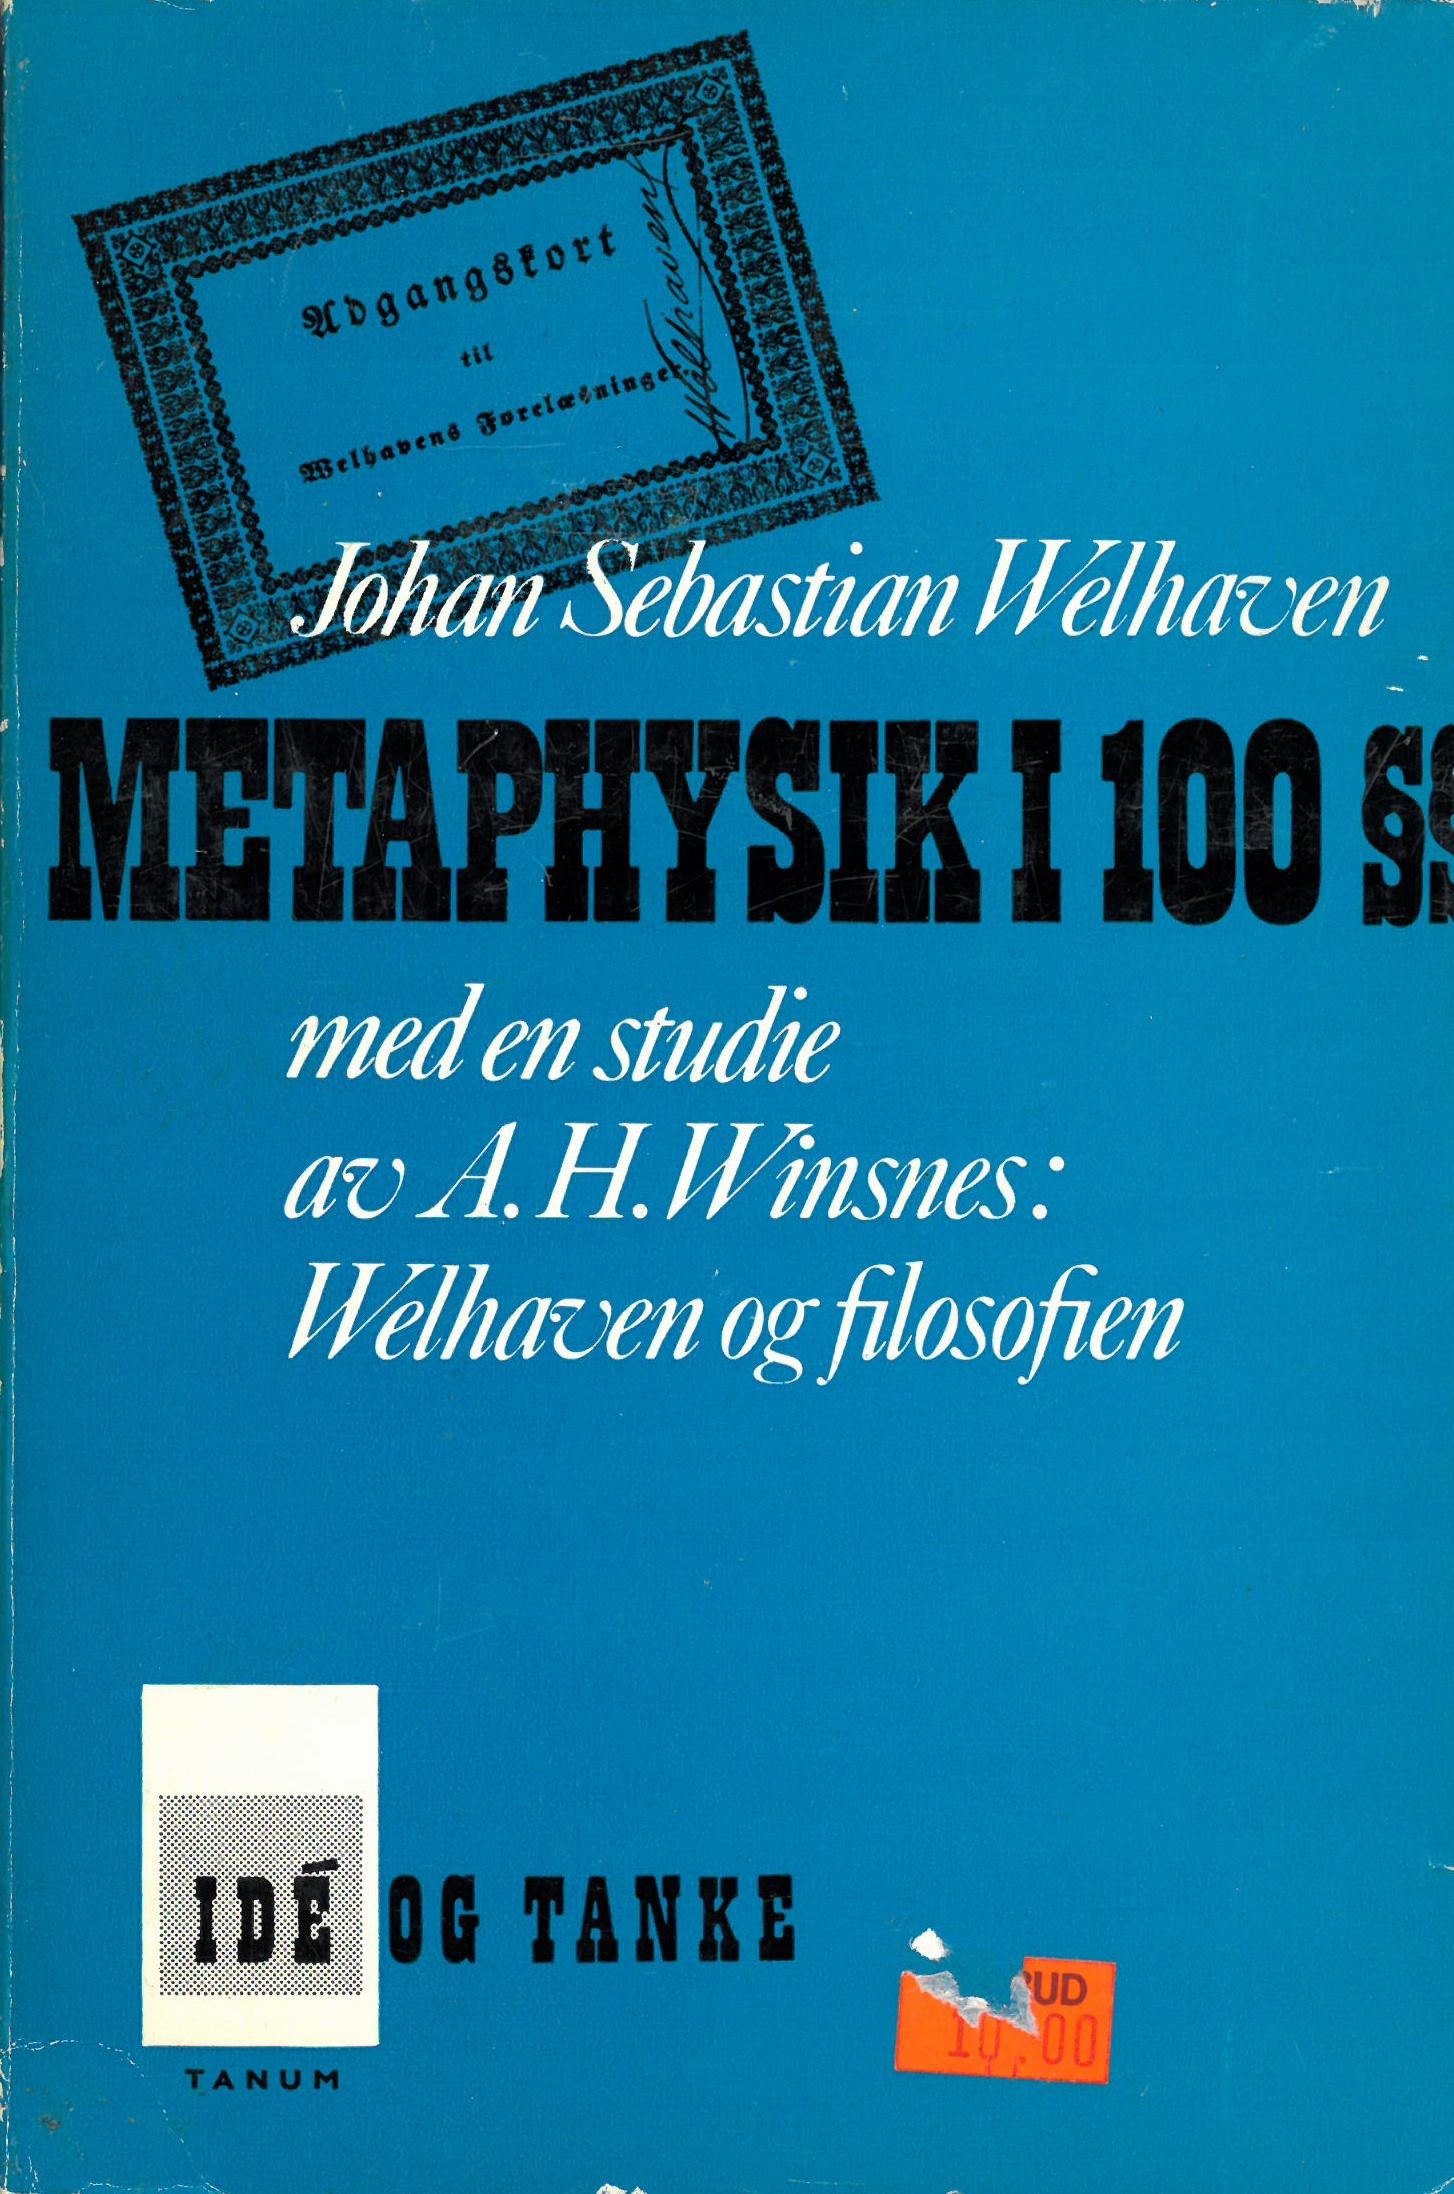 Adgangskort
til
Welhavens Forelæsninger
Welhaven
Johan Sebastian Welhaven
METAPHYSIK I 100 §§
med en studie
av A. H. Winsnes:
Welhaven og filosofien
IDÉ OG TANKE
TANUM
10,00